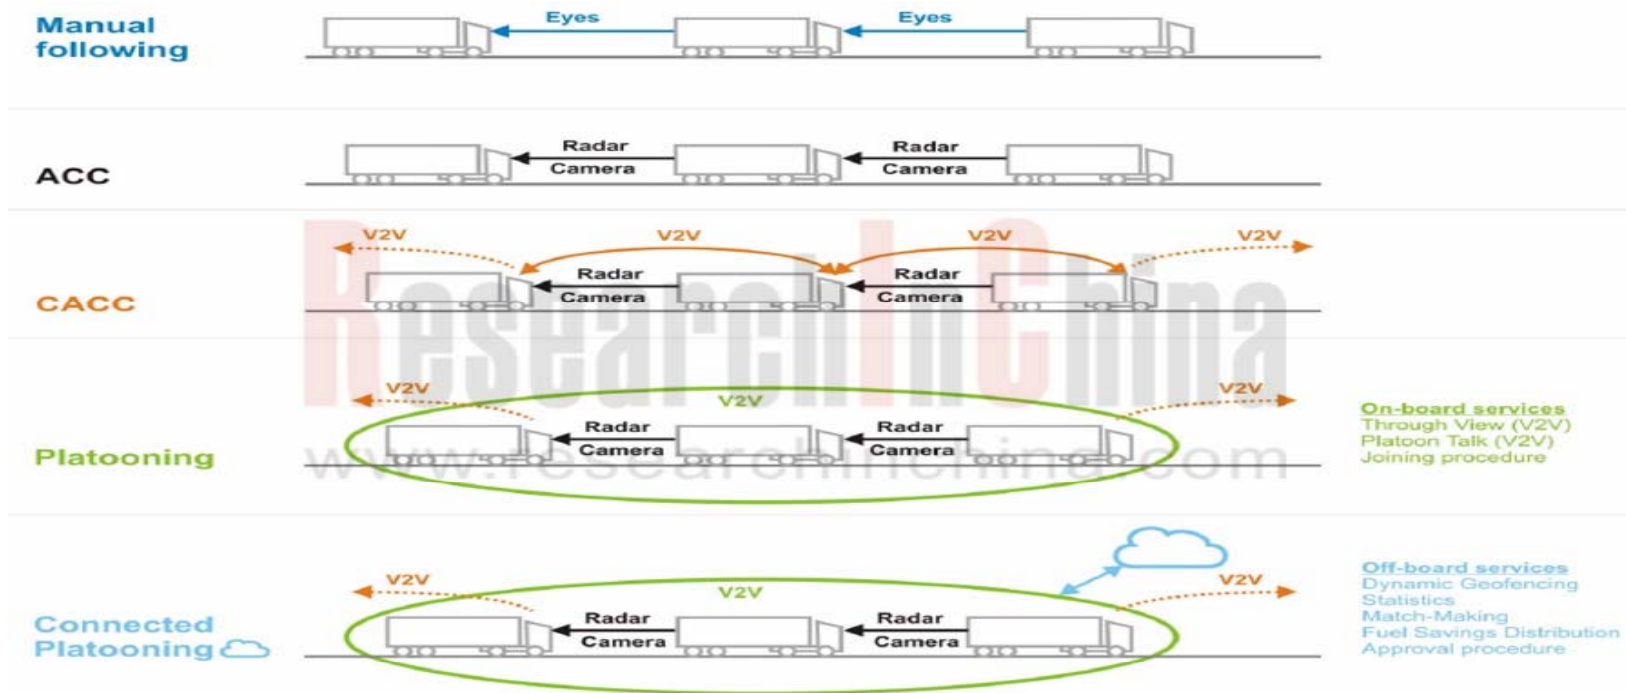 Manual
following
Eyes
Eyes
ACC
Radar
Camera
Radar
Camera
CACC
V2V
V2V
V2V
V2V
Radar
Camera
Radar
Camera
ResearchInChina
www.researchinchina.com
Platooning
V2V
V2V
V2V
Radar
Camera
Radar
Camera
On-board services
Through View (V2V)
Platoon Talk (V2V)
Joining procedure
Connected
Platooning
V2V
V2V
V2V
Radar
Camera
Radar
Camera
Off-board services
Dynamic Geofencing
Statistics
Match-Making
Fuel Savings Distribution
Approval procedure